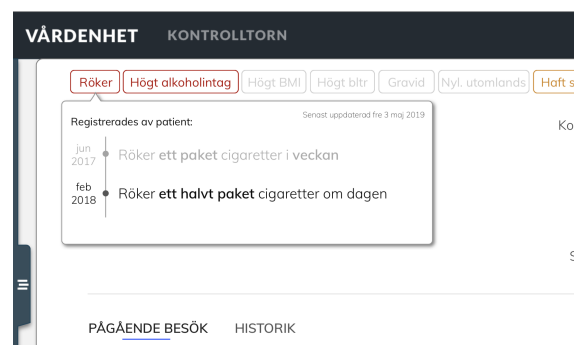 VÅRDENHET KONTROLLTORN
Röker Högt alkoholintag Högt BMI Högt bltr Gravid Nyl. utomlands Haft s
Senast uppdaterad fre 3 maj 2019
Registrerades av patient:
Ko
jun
2017
Röker ett paket cigaretter i veckan
feb
2018
Röker ett halvt paket cigaretter om dagen
S
PÅGÅENDE BESÖK HISTORIK